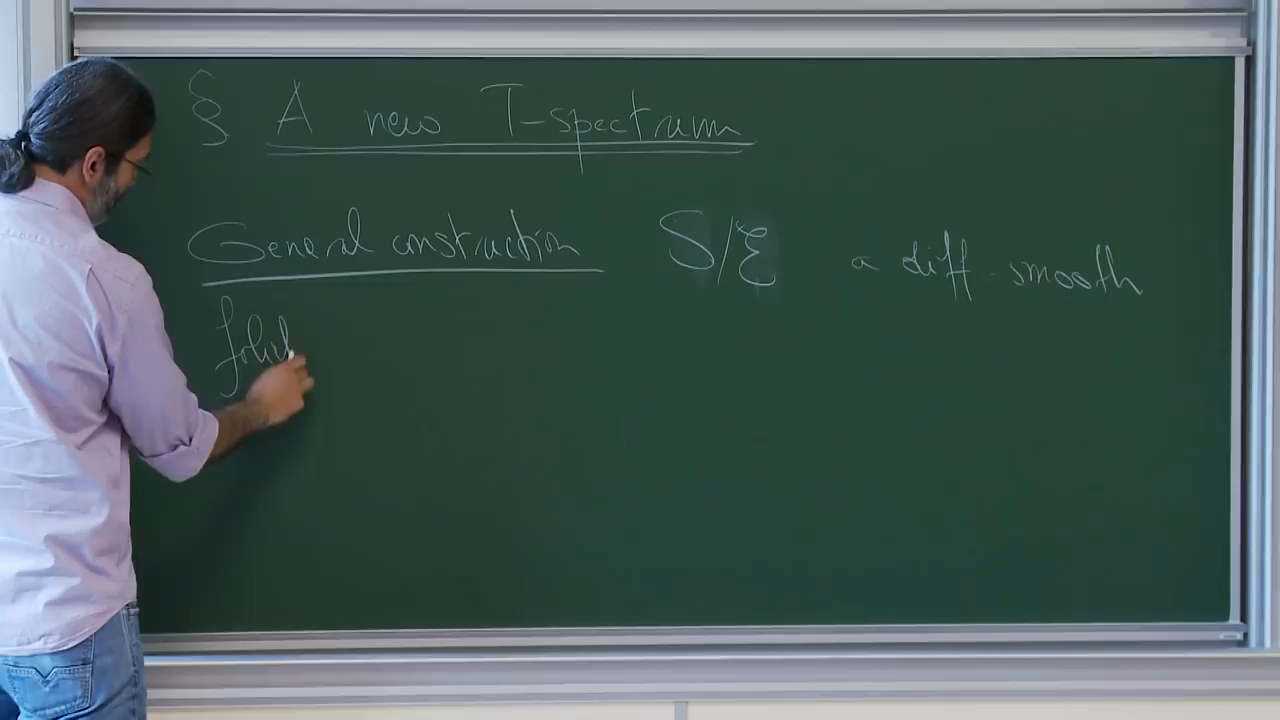 § A new T-spectrum
General construction S/Ɛ a diff-smooth